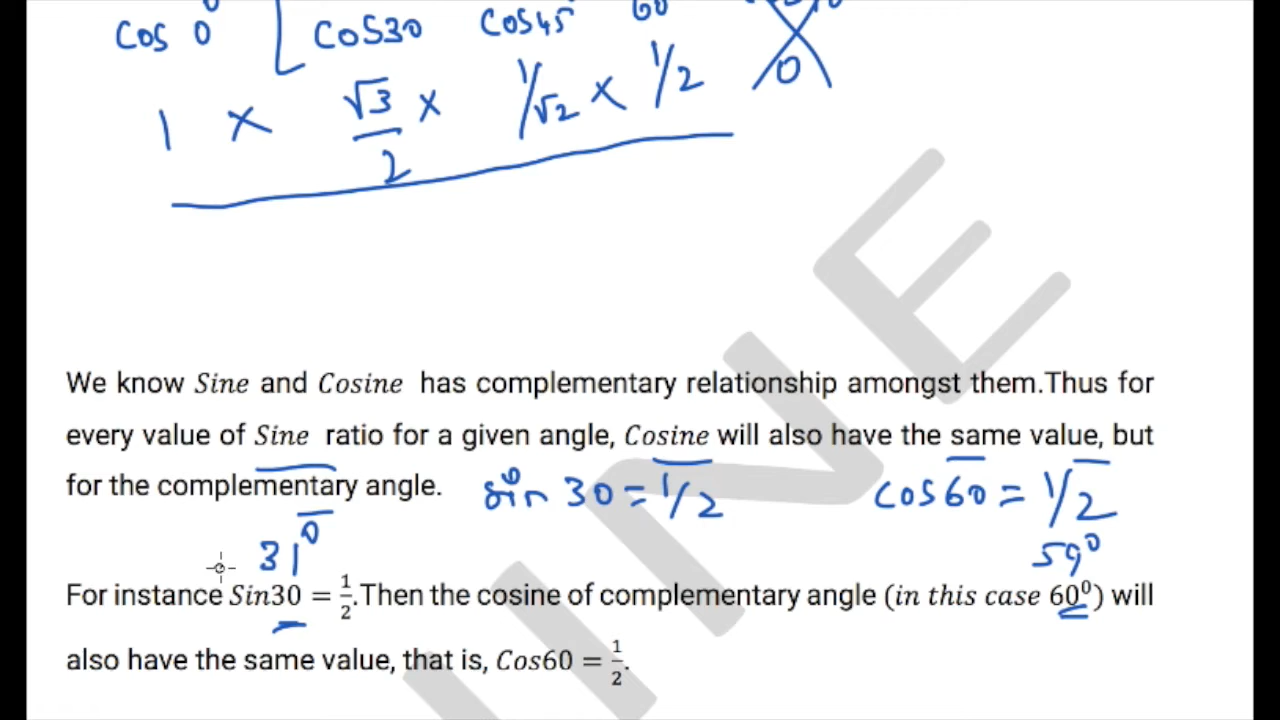 cos 0° cos30 cos45° 60
1 × √3/2 × 1/√2 × 1/2 0
We know Sine and Cosine has complementary relationship amongst them.Thus for
every value of Sine ratio for a given angle, Cosine will also have the same value, but
for the complementary angle. sin 30 = 1/2 cos60 = 1/2
31° 59°
For instance Sin30 = 1/2.Then the cosine of complementary angle (in this case 60⁰) will
also have the same value, that is, Cos60 = 1/2.
INE